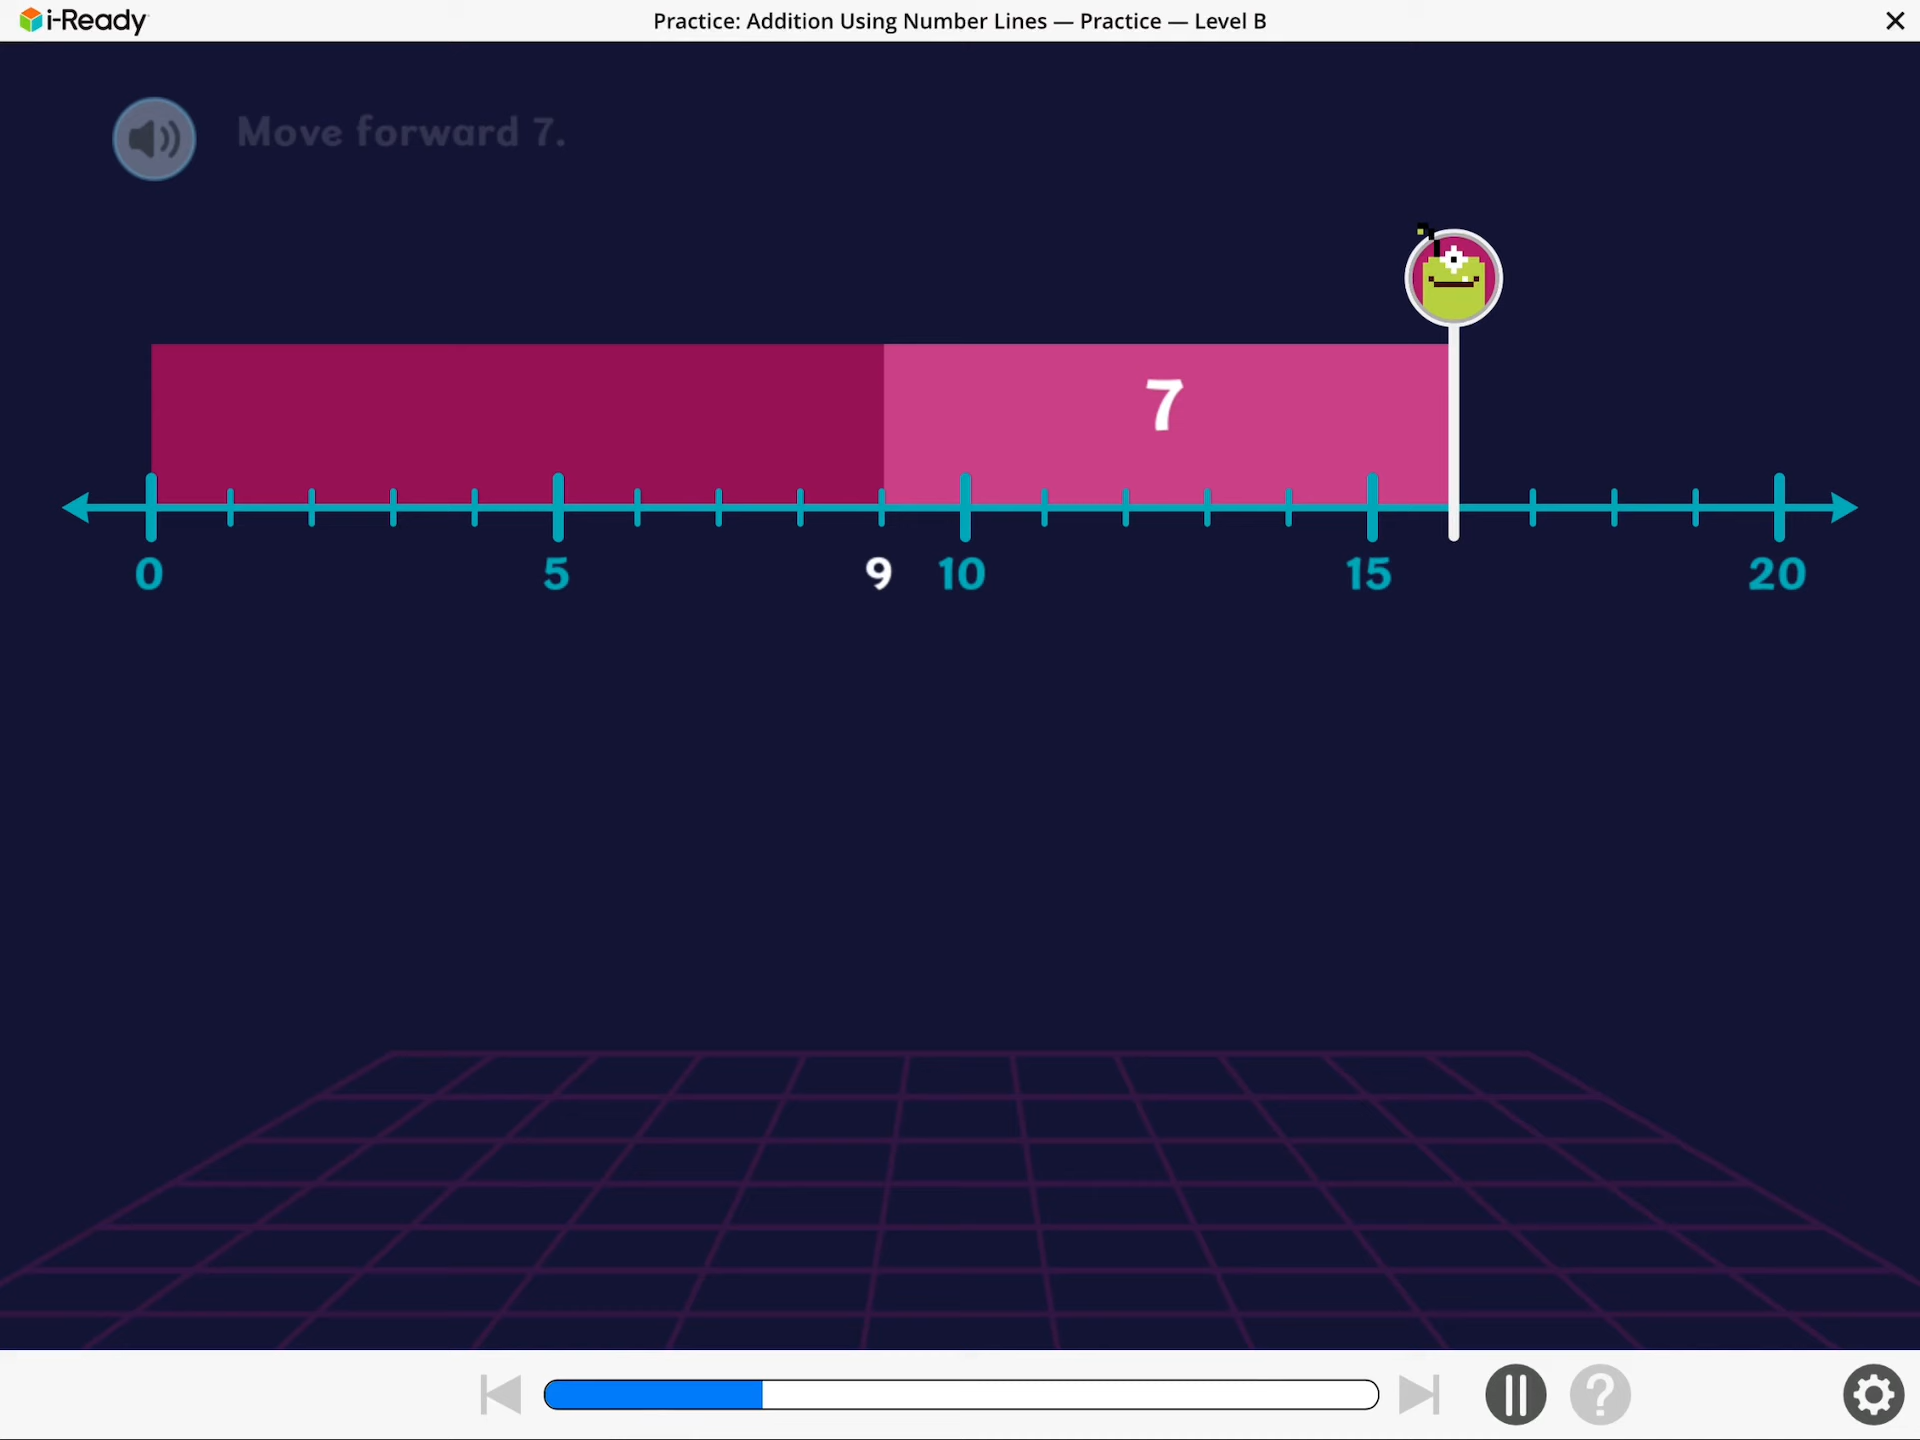 i-Ready
Practice: Addition Using Number Lines — Practice — Level B
Move forward 7.
7
0 5 9 10 15 20